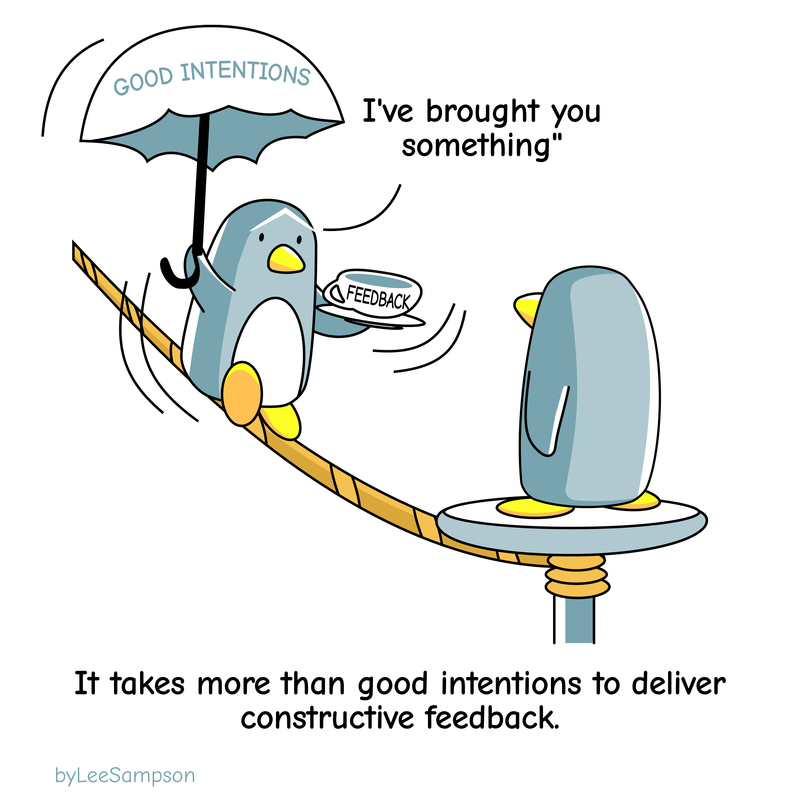 GOOD INTENTIONS
I've brought you
something"
FEEDBACK
It takes more than good intentions to deliver
constructive feedback.
byLeeSampson